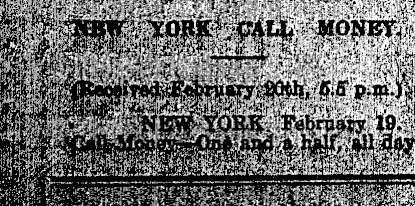 NEW YORK CALL MONEY.
(Received February 20th, 5.5 p.m.)
NEW YORK February 19.
Call Money—One and a half, all day